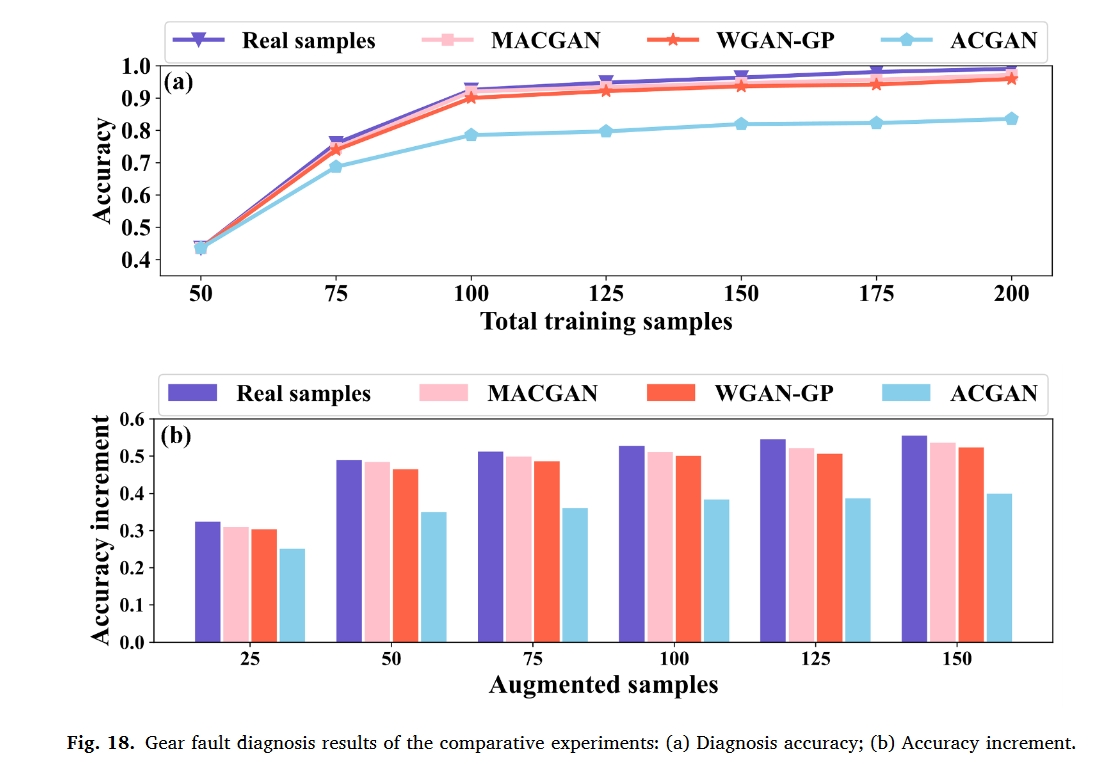 Real samples MACGAN WGAN-GP ACGAN
(a)
1.0
0.9
0.8
0.7
0.6
0.5
0.4
Accuracy
50 75 100 125 150 175 200
Total training samples
Real samples MACGAN WGAN-GP ACGAN
(b)
0.6
0.5
0.4
0.3
0.2
0.1
0.0
Accuracy increment
25 50 75 100 125 150
Augmented samples
Fig. 18. Gear fault diagnosis results of the comparative experiments: (a) Diagnosis accuracy; (b) Accuracy increment.